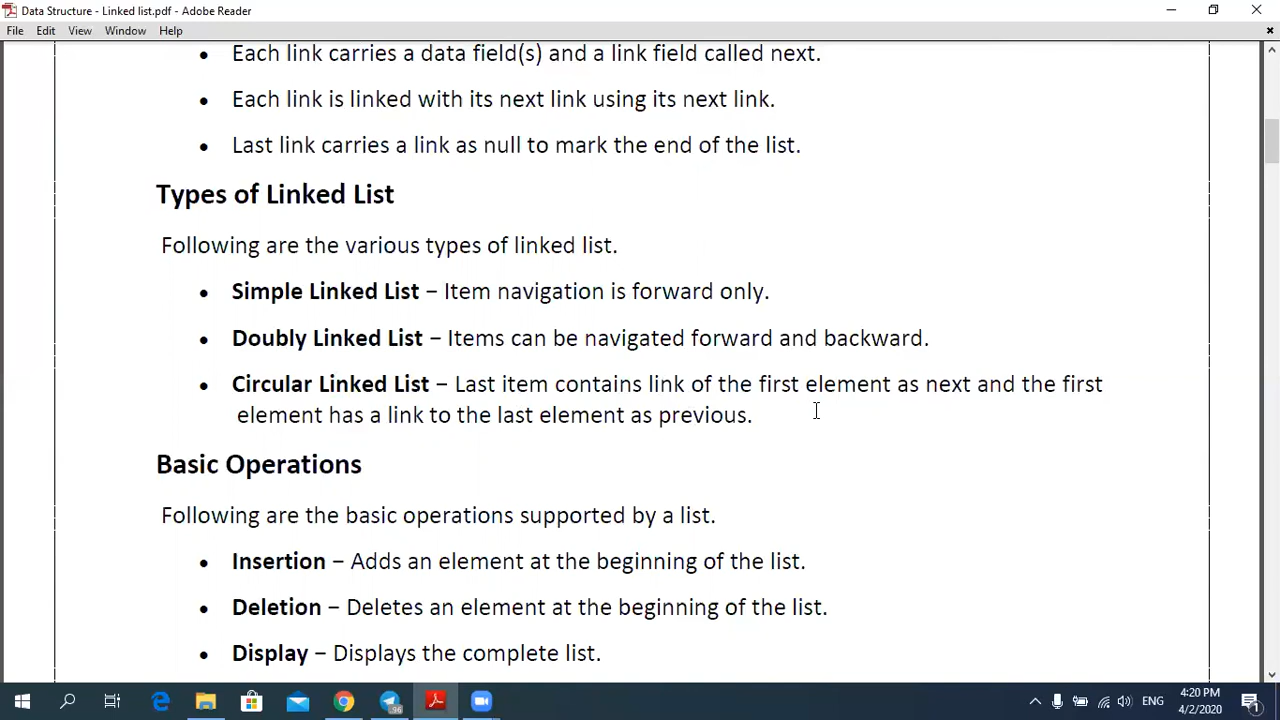 Data Structure - Linked list.pdf - Adobe Reader
File Edit View Window Help
• Each link carries a data field(s) and a link field called next.
• Each link is linked with its next link using its next link.
• Last link carries a link as null to mark the end of the list.
Types of Linked List
Following are the various types of linked list.
• Simple Linked List − Item navigation is forward only.
• Doubly Linked List − Items can be navigated forward and backward.
• Circular Linked List − Last item contains link of the first element as next and the first
element has a link to the last element as previous.
Basic Operations
Following are the basic operations supported by a list.
• Insertion − Adds an element at the beginning of the list.
• Deletion − Deletes an element at the beginning of the list.
• Display − Displays the complete list.
96
ENG
4:20 PM
4/2/2020
1